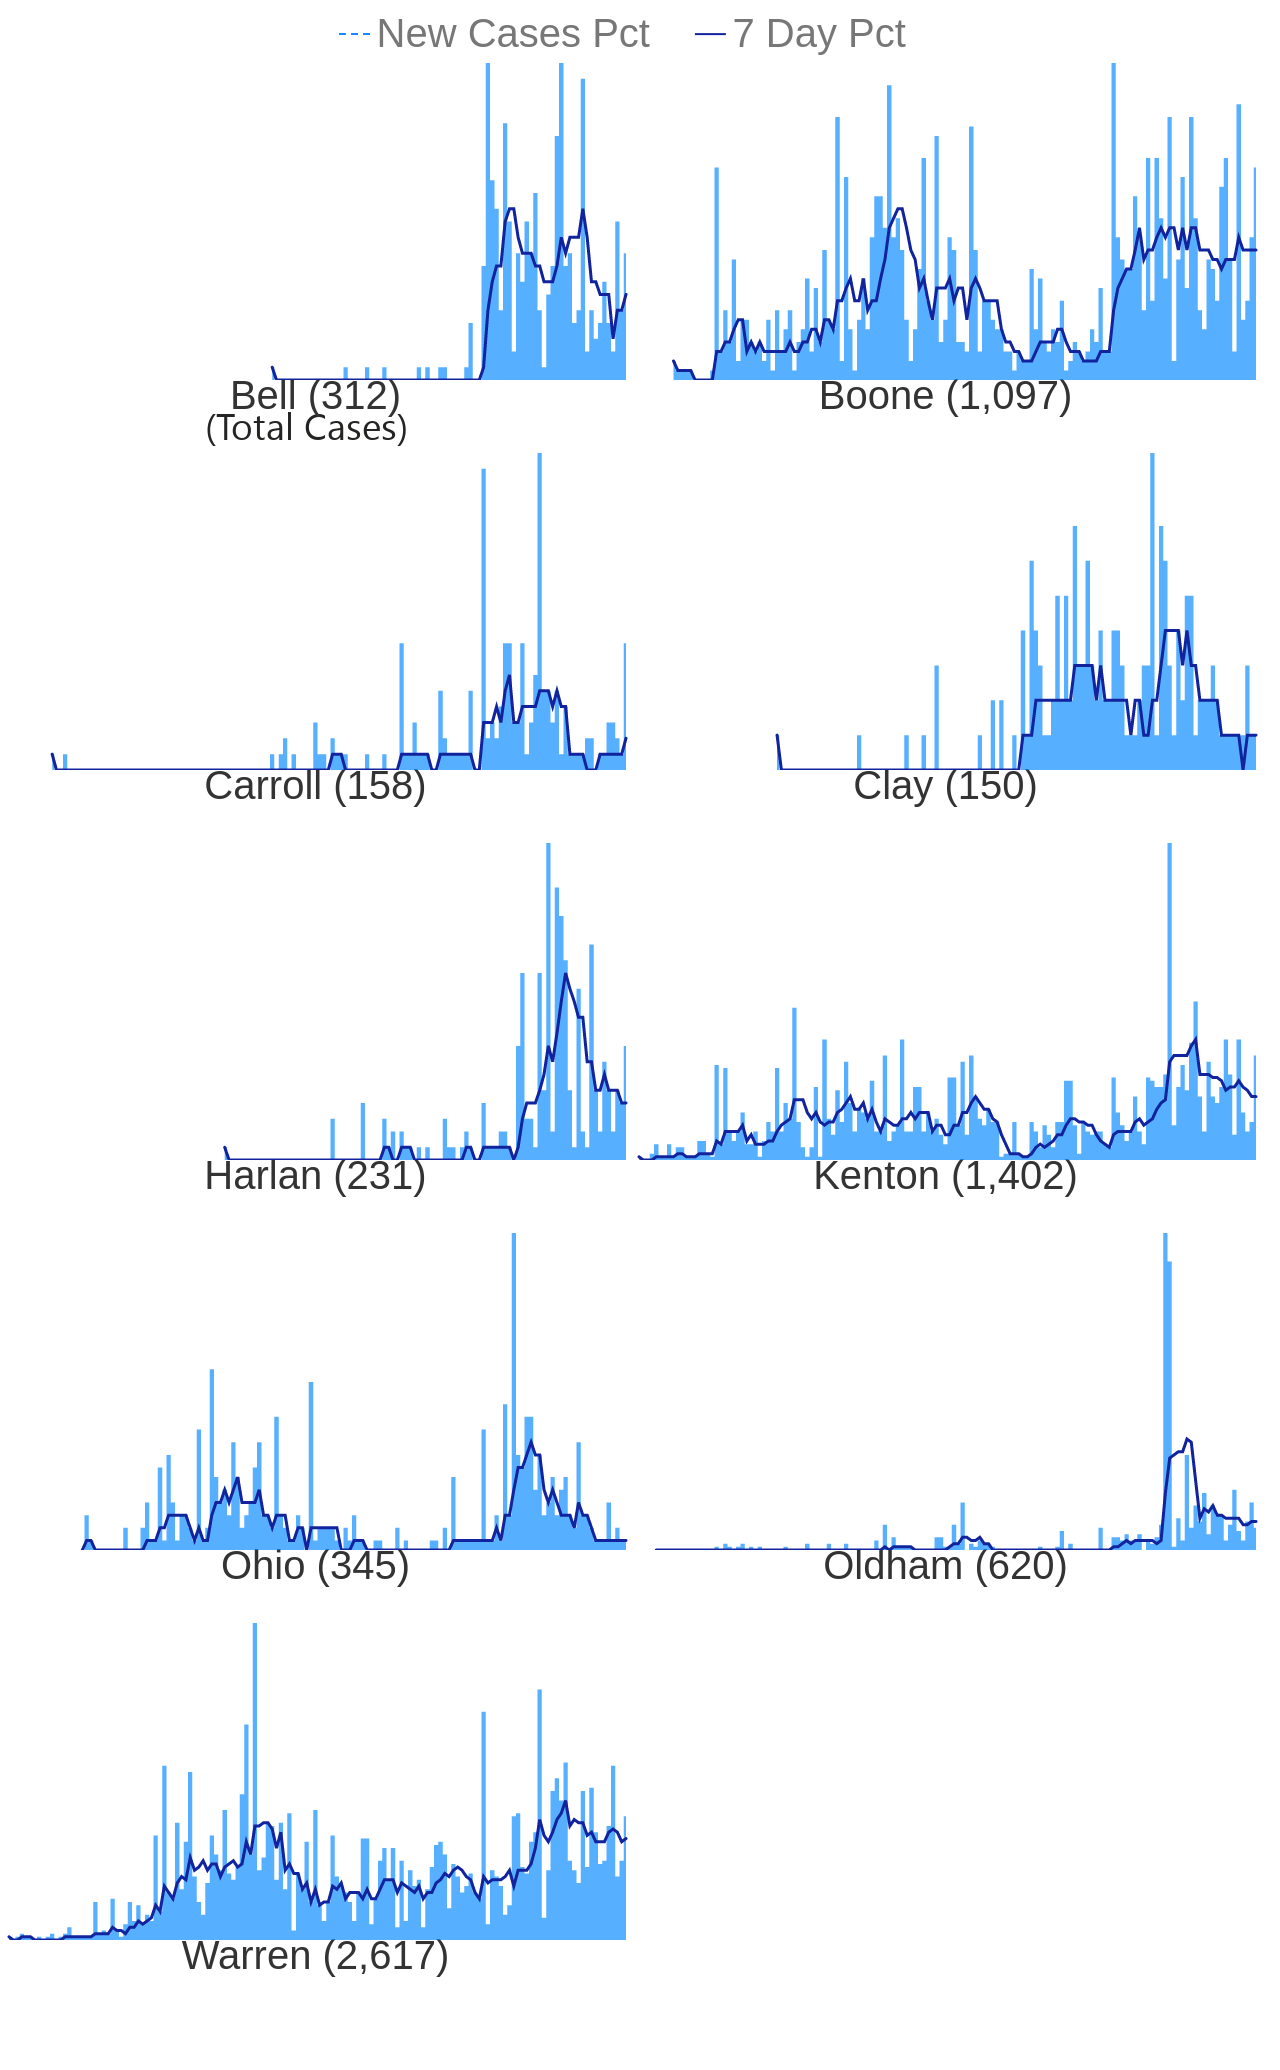 New Cases Pct 7 Day Pct
Bell (312) Boone (1,097)
(Total Cases)
Carroll (158) Clay (150)
Harlan (231) Kenton (1,402)
Ohio (345) Oldham (620)
Warren (2,617)